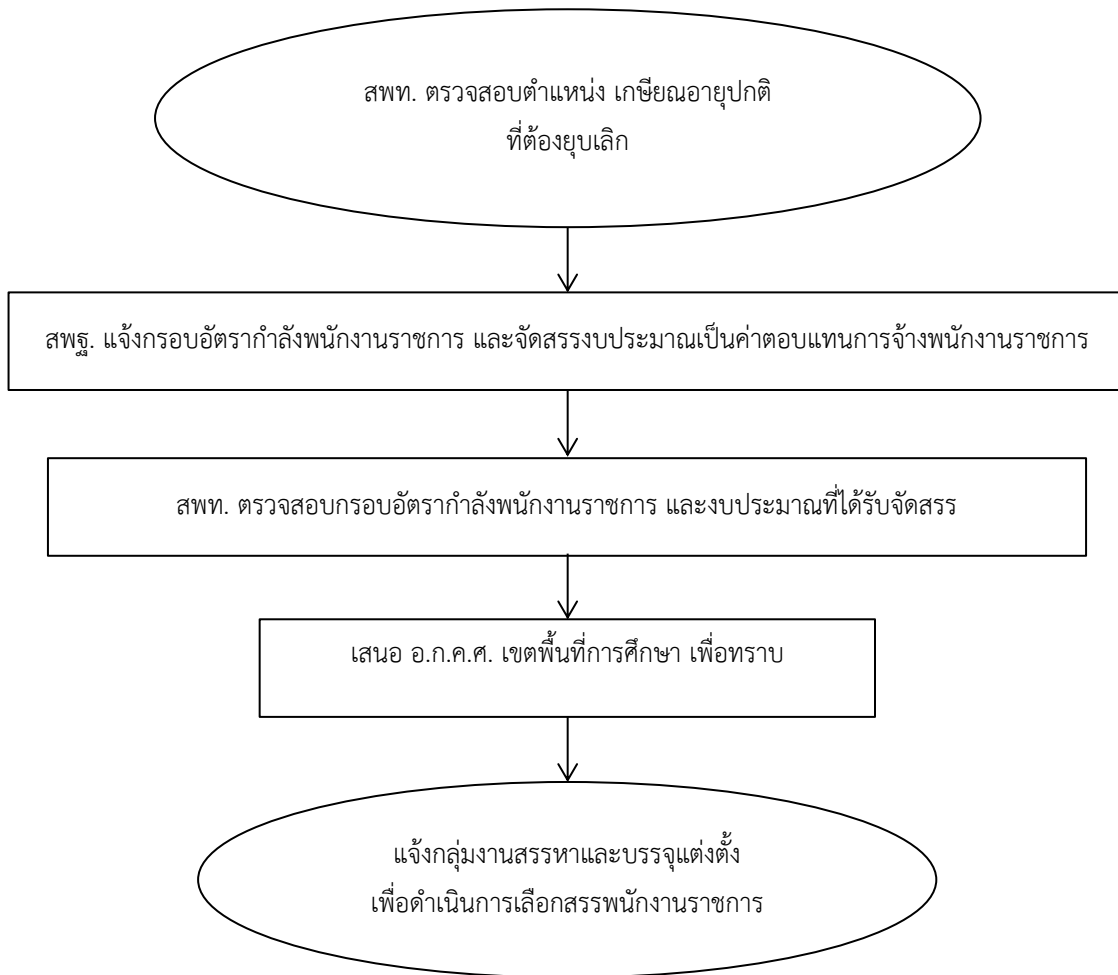 สพท. ตรวจสอบตำแหน่ง เกษียณอายุปกติ
ที่ต้องยุบเลิก
สพฐ. แจ้งกรอบอัตรากำลังพนักงานราชการ และจัดสรรงบประมาณเป็นค่าตอบแทนการจ้างพนักงานราชการ
สพท. ตรวจสอบกรอบอัตรากำลังพนักงานราชการ และงบประมาณที่ได้รับจัดสรร
เสนอ อ.ก.ค.ศ. เขตพื้นที่การศึกษา เพื่อทราบ
แจ้งกลุ่มงานสรรหาและบรรจุแต่งตั้ง
เพื่อดำเนินการเลือกสรรพนักงานราชการ